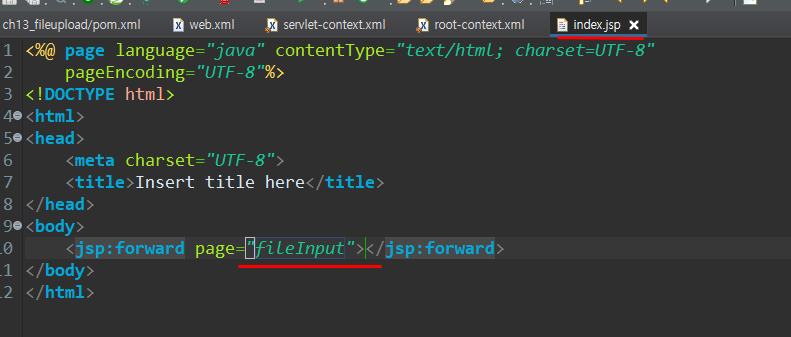 ch13_fileupload/pom.xml web.xml servlet-context.xml root-context.xml index.jsp
1 <%@ page language="java" contentType="text/html; charset=UTF-8"
2 pageEncoding="UTF-8"%>
3 <!DOCTYPE html>
4 <html>
5 <head>
6 <meta charset="UTF-8">
7 <title>Insert title here</title>
8 </head>
9 <body>
10 <jsp:forward page="fileInput"></jsp:forward>
11 </body>
12 </html>